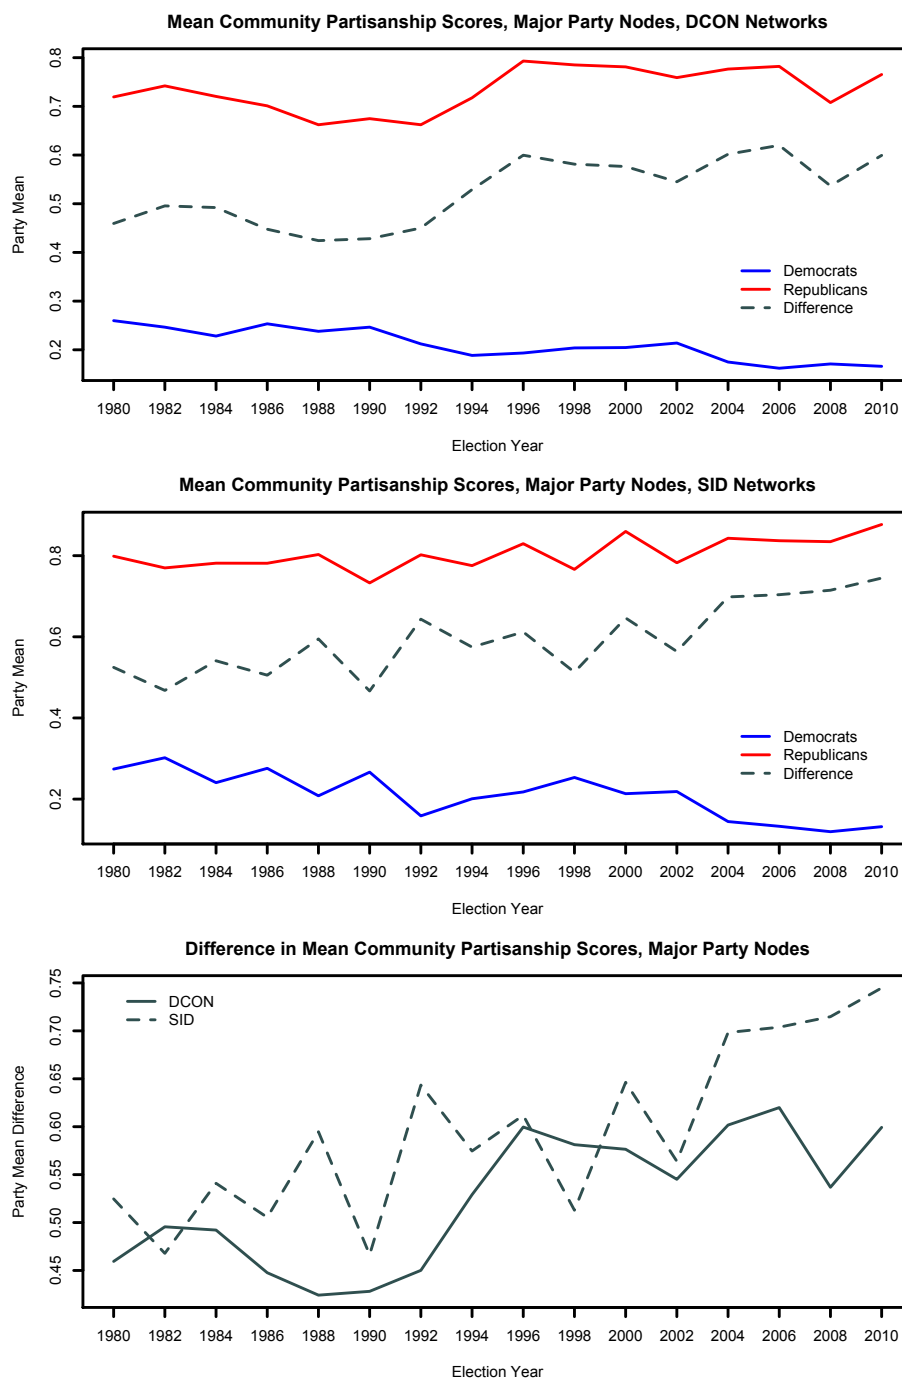 Mean Community Partisanship Scores, Major Party Nodes, DCON Networks
Party Mean
0.8
0.7
0.6
0.5
0.4
0.3
0.2
Democrats
Republicans
Difference
1980 1982 1984 1986 1988 1990 1992 1994 1996 1998 2000 2002 2004 2006 2008 2010
Election Year
Mean Community Partisanship Scores, Major Party Nodes, SID Networks
Party Mean
0.8
0.6
0.4
0.2
Democrats
Republicans
Difference
1980 1982 1984 1986 1988 1990 1992 1994 1996 1998 2000 2002 2004 2006 2008 2010
Election Year
Difference in Mean Community Partisanship Scores, Major Party Nodes
Party Mean Difference
0.75
0.70
0.65
0.60
0.55
0.50
0.45
DCON
SID
1980 1982 1984 1986 1988 1990 1992 1994 1996 1998 2000 2002 2004 2006 2008 2010
Election Year